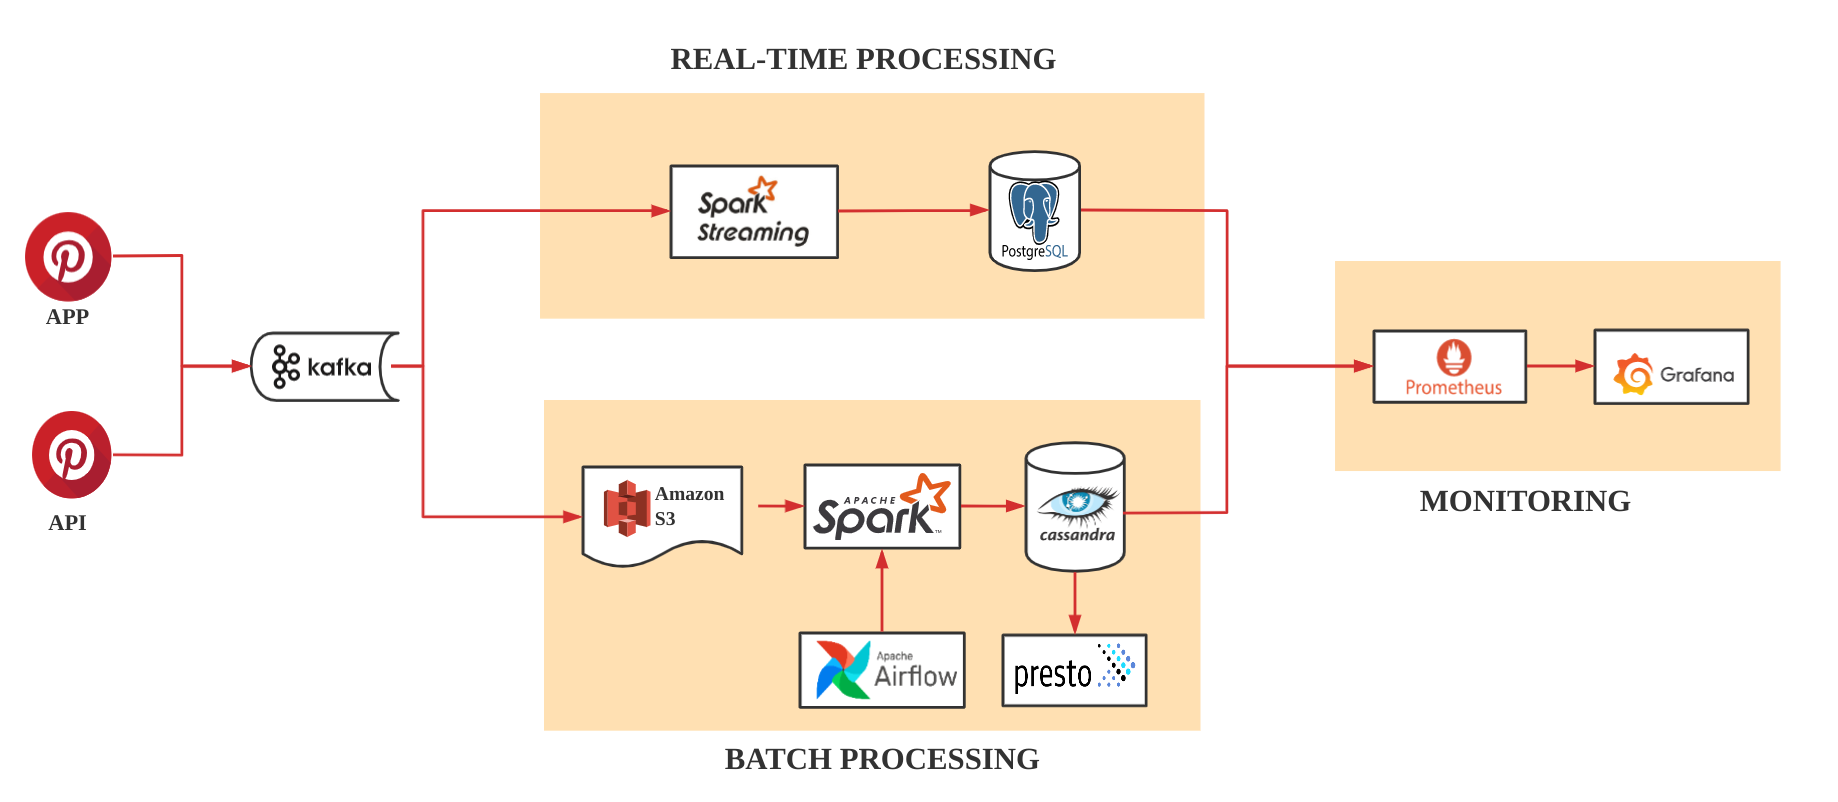 REAL-TIME PROCESSING
Spark
Streaming
PostgreSQL
APP
kafka
API
Prometheus
Grafana
MONITORING
Amazon
S3
APACHE
Spark™
cassandra
Apache
Airflow
presto
BATCH PROCESSING